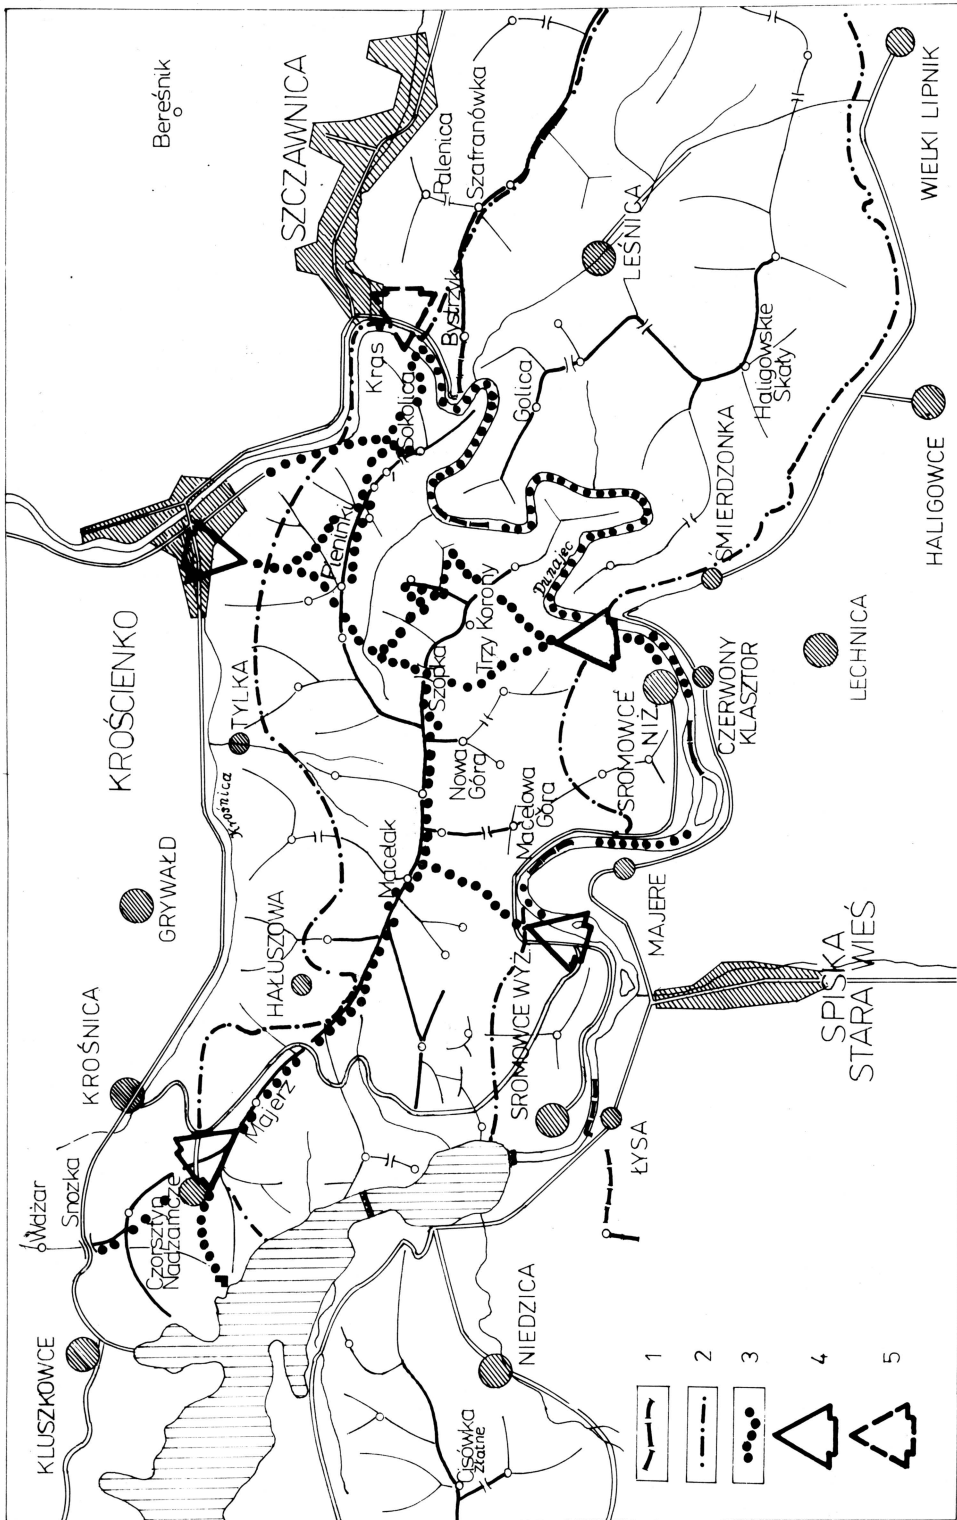 KLUSZKOWCE
Wdżar
Snozka
KROŚNICA
GRYWAŁD
KROŚCIENKO
Bereśnik
SZCZAWNICA
Czorsztyn
Nadzamcze
Majerz
HAŁUSZOWA
Krośnica
TYLKA
Pieninki
Kras
Sokolica
Palenica
Szafranówka
Bystrzyk
Macelak
Szopka
Nowa
Góra
Trzy Korony
Golica
LEŚNICA
Cisówka
Złatne
NIEDZICA
SROMOWCE WYŻ.
Macelowa
Góra
SROMOWCE
NIŻ.
Dunajec
Haligowskie
Skały
ŁYSA
MAJERE
CZERWONY
KLASZTOR
ŚMIERDZONKA
SPISKA
STARA WIEŚ
LECHNICA
HALIGOWCE
WIELKI LIPNIK
1
2
3
4
5